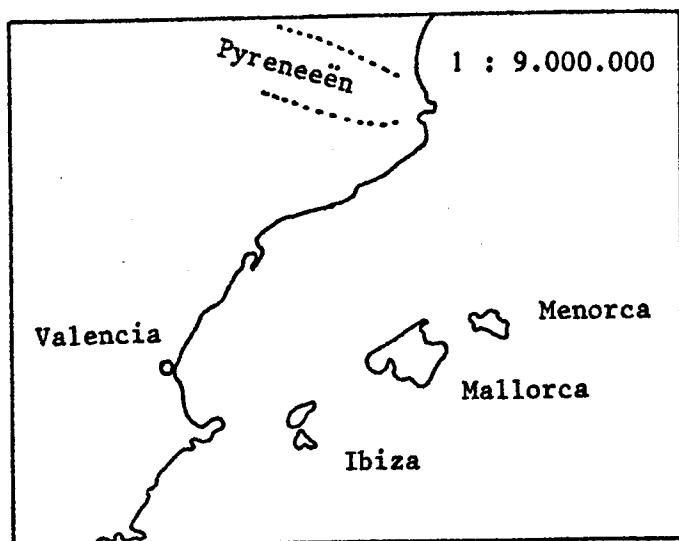 Pyreneeën
1 : 9.000.000
Menorca
Valencia
Mallorca
Ibiza